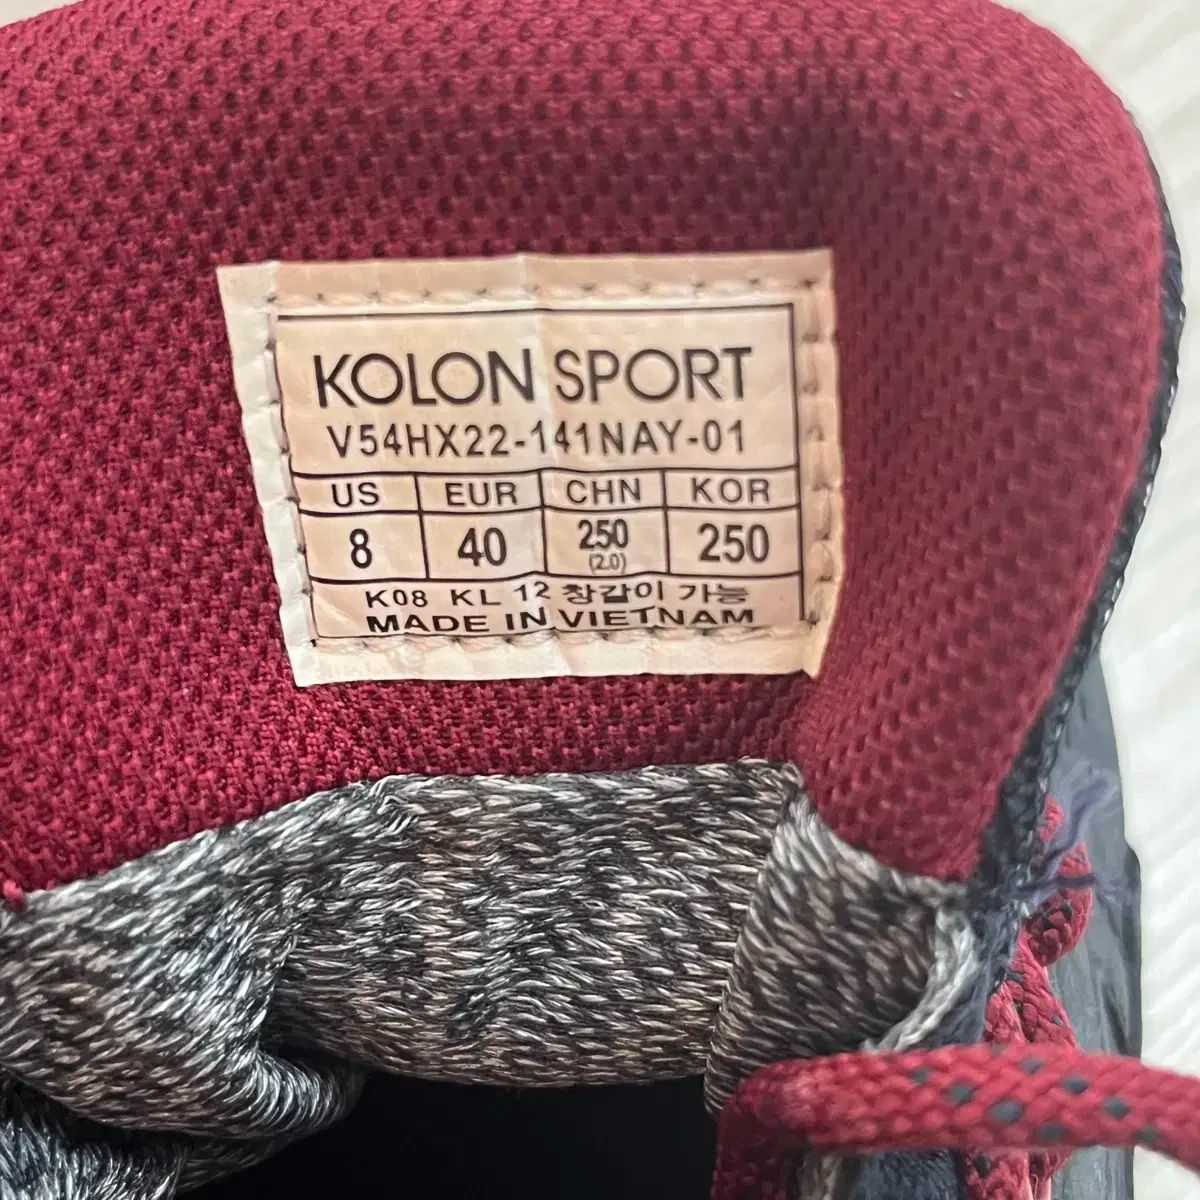 KOLON SPORT
V54HX22-141NAY-01
US EUR CHN KOR
8 40 250 (2.0) 250
K08 KL 12 창갈이 가능
MADE IN VIETNAM